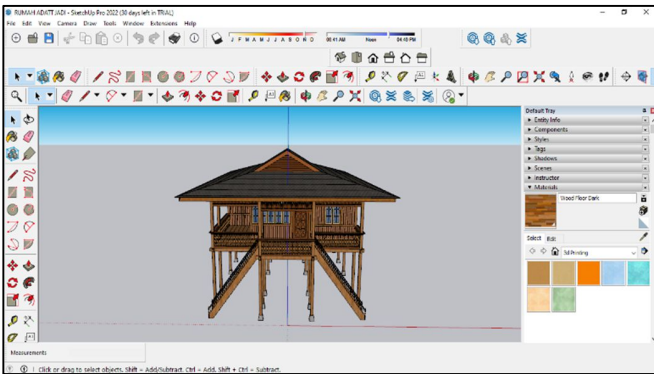 RUMAH ADATT JADI - SketchUp Pro 2022 (30 days left in TRIAL)
File Edit View Camera Draw Tools Window Extensions Help
J F M A M J J A S O N D
06:41 AM Noon 04:10 PM
Default Tray
Entity Info
Components
Styles
Tags
Shadows
Scenes
Instructor
Materials
Wood Floor Dark
Select Edit
3d Printing
Measurements
Click or drag to select objects. Shift = Add/Subtract. Ctrl = Add. Shift + Ctrl = Subtract.